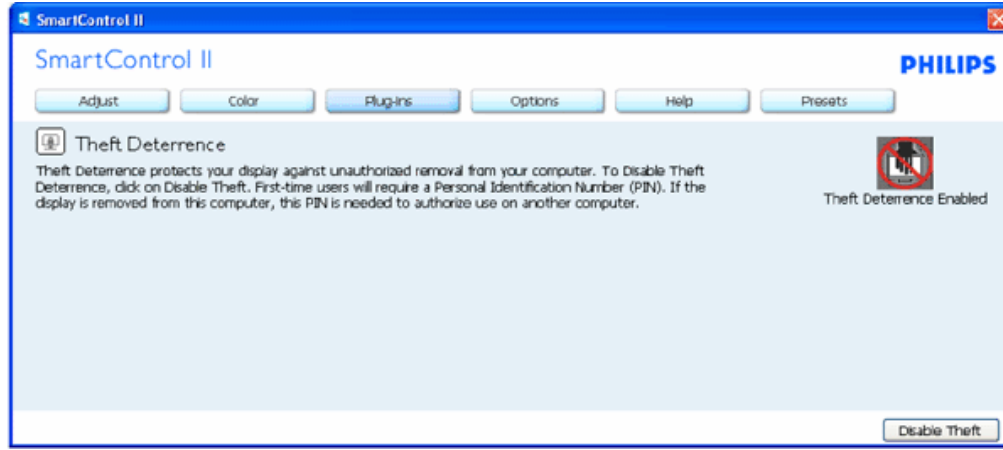 SmartControl II
SmartControl II
PHILIPS
Adjust
Color
Plug-Ins
Options
Help
Presets
Theft Deterrence
Theft Deterrence protects your display against unauthorized removal from your computer. To Disable Theft
Deterrence, click on Disable Theft. First-time users will require a Personal Identification Number (PIN). If the
display is removed from this computer, this PIN is needed to authorize use on another computer.
Theft Deterrence Enabled
Disable Theft